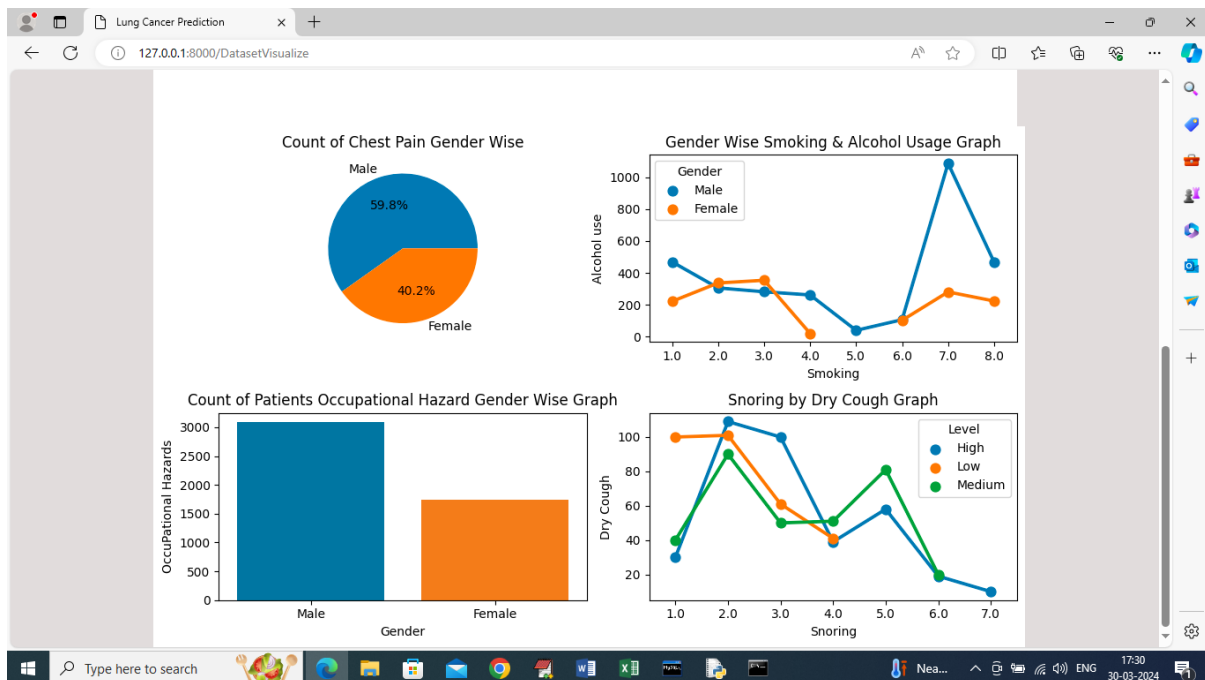 Lung Cancer Prediction
127.0.0.1:8000/DatasetVisualize
Count of Chest Pain Gender Wise
Male
59.8%
40.2%
Female
Gender Wise Smoking & Alcohol Usage Graph
Gender
Male
Female
Alcohol use
1000
800
600
400
200
0
1.0 2.0 3.0 4.0 5.0 6.0 7.0 8.0
Smoking
Count of Patients Occupational Hazard Gender Wise Graph
OccuPational Hazards
3000
2500
2000
1500
1000
500
0
Male Female
Gender
Snoring by Dry Cough Graph
Level
High
Low
Medium
Dry Cough
100
80
60
40
20
1.0 2.0 3.0 4.0 5.0 6.0 7.0
Snoring
Type here to search
Nea...
ENG
17:30
30-03-2024